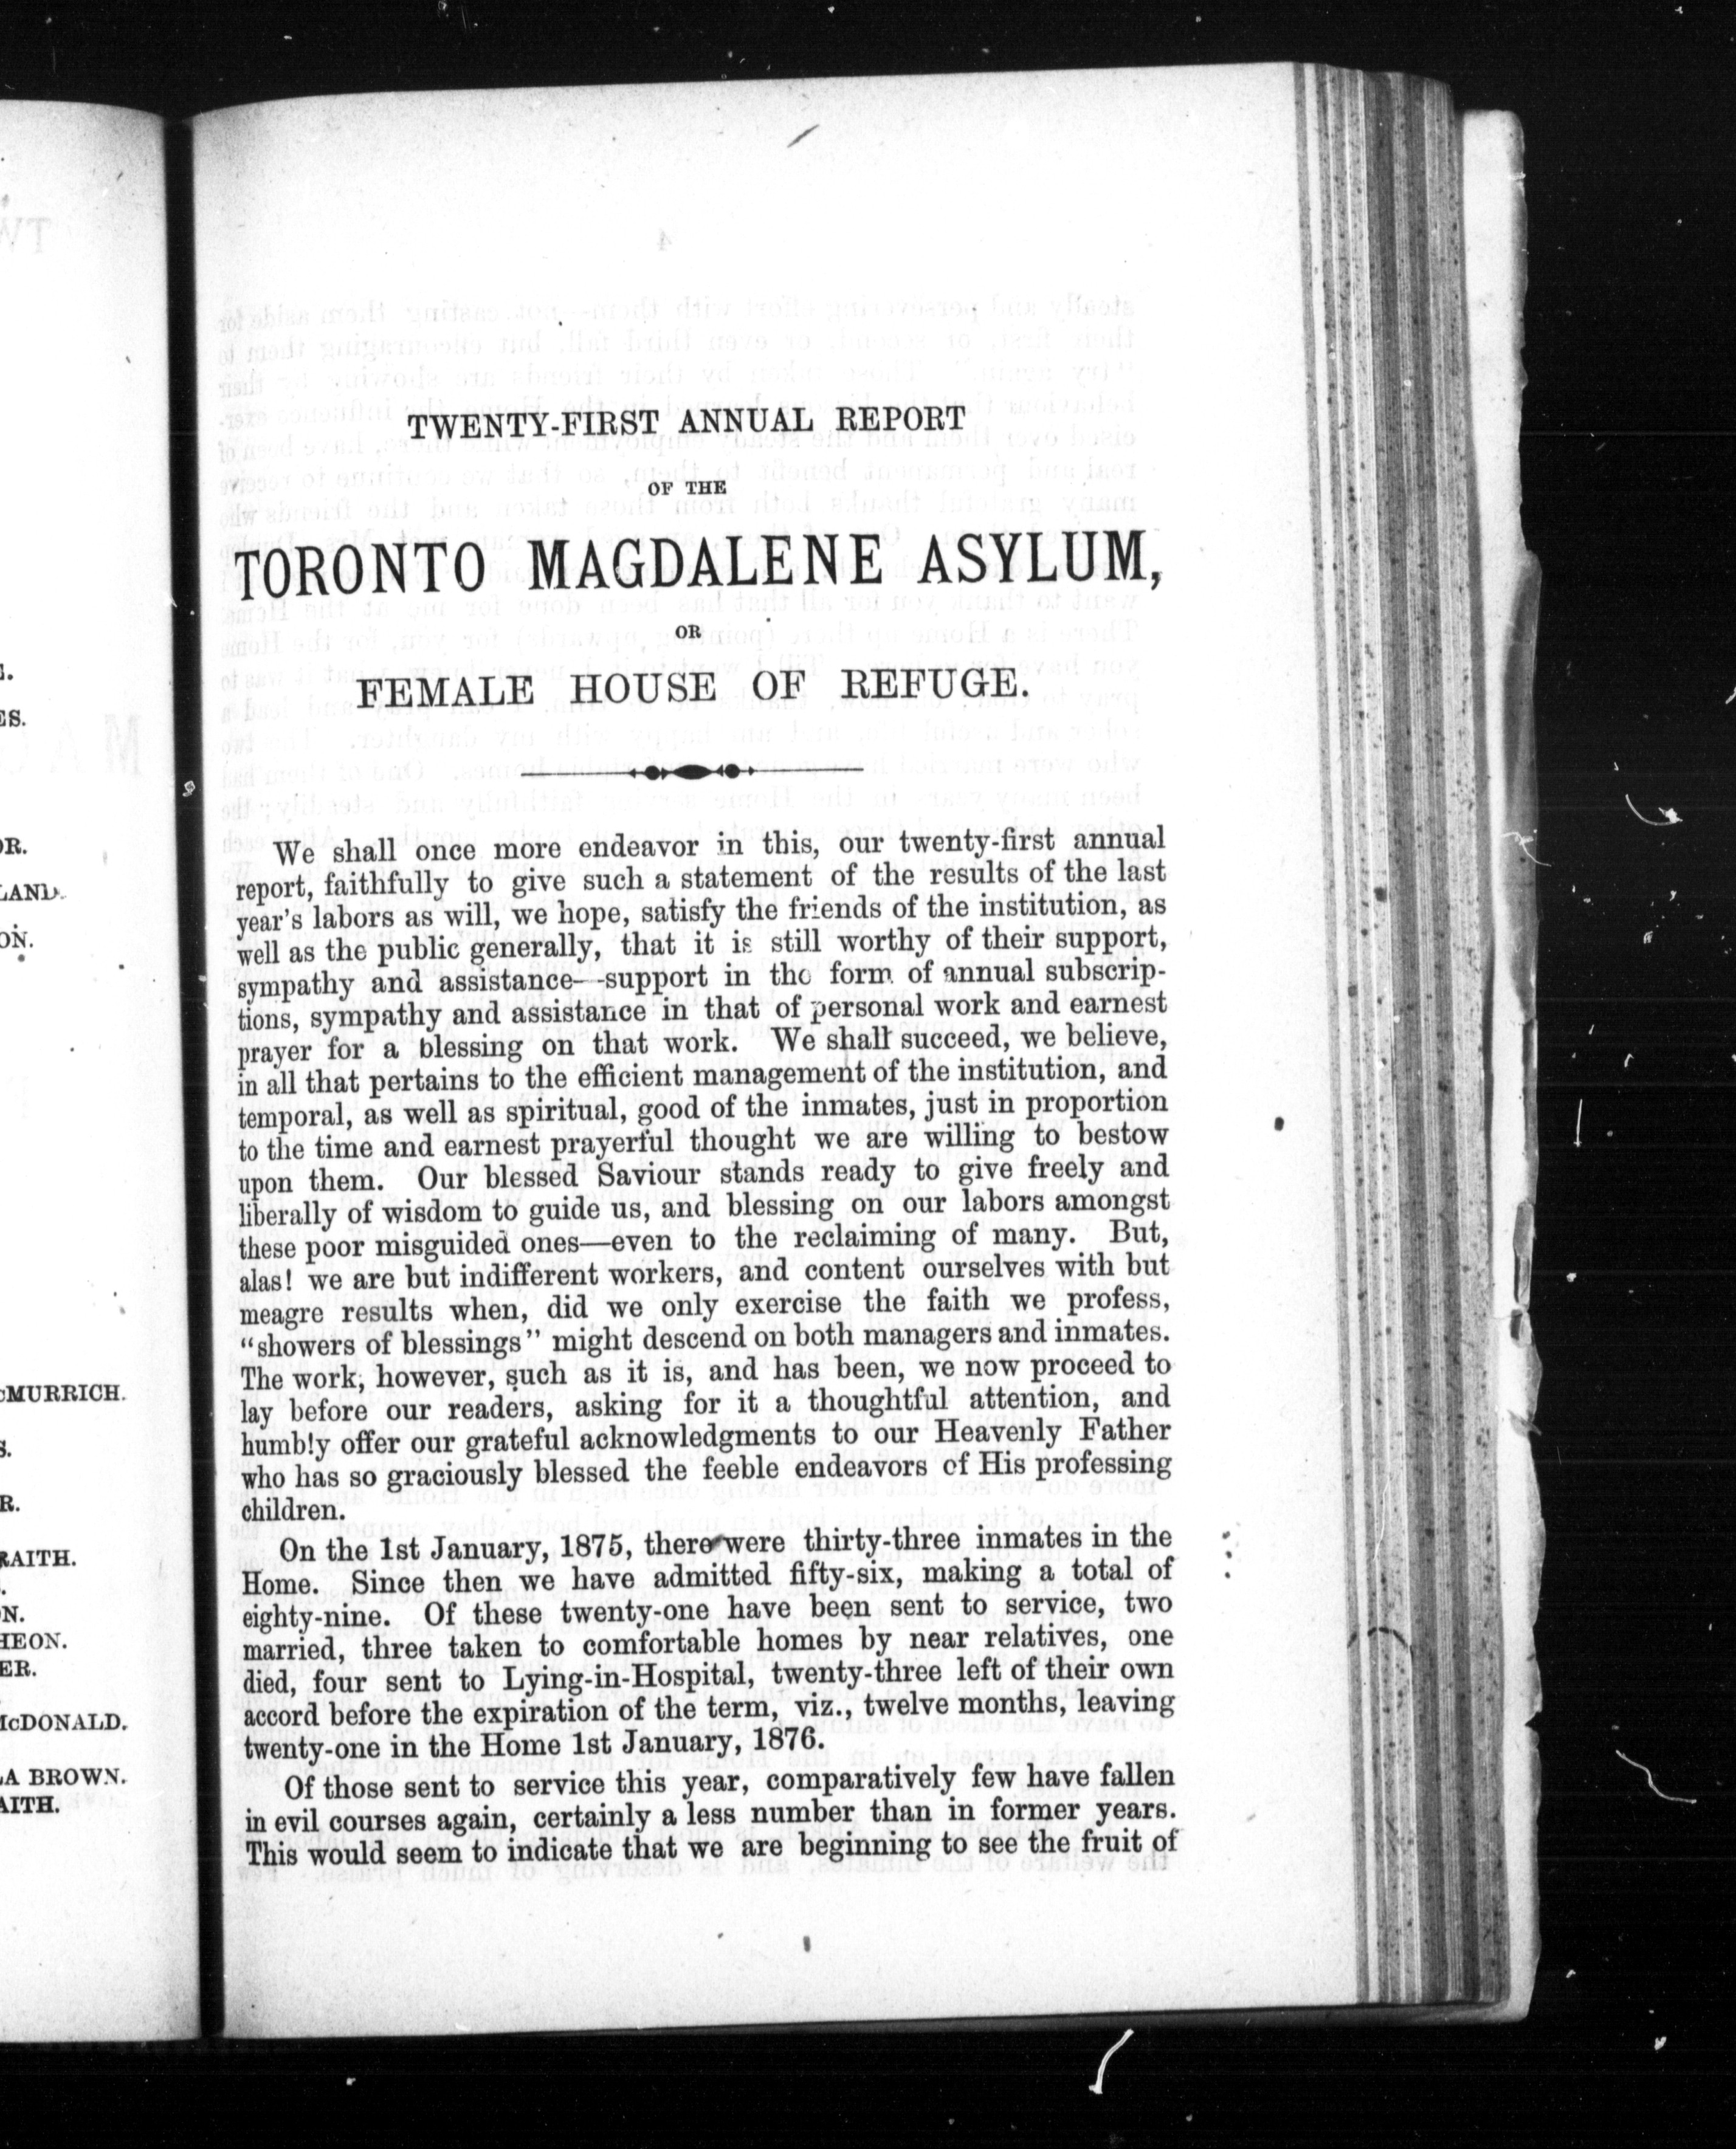 E.
ES.
OR.
LAND.
ON.
cMURRICH.
S.
R.
RAITH.
N.
HEON.
ER.
McDONALD.
LA BROWN.
AITH.
TWENTY-FIRST ANNUAL REPORT
OF THE
TORONTO MAGDALENE ASYLUM,
OR
FEMALE HOUSE OF REFUGE.
We shall once more endeavor in this, our twenty-first annual
report, faithfully to give such a statement of the results of the last
year's labors as will, we hope, satisfy the friends of the institution, as
well as the public generally, that it is still worthy of their support,
sympathy and assistance--support in the form of annual subscrip-
tions, sympathy and assistance in that of personal work and earnest
prayer for a blessing on that work. We shall succeed, we believe,
in all that pertains to the efficient management of the institution, and
temporal, as well as spiritual, good of the inmates, just in proportion
to the time and earnest prayerful thought we are willing to bestow
upon them. Our blessed Saviour stands ready to give freely and
liberally of wisdom to guide us, and blessing on our labors amongst
these poor misguided ones—even to the reclaiming of many. But,
alas! we are but indifferent workers, and content ourselves with but
meagre results when, did we only exercise the faith we profess,
"showers of blessings" might descend on both managers and inmates.
The work, however, such as it is, and has been, we now proceed to
lay before our readers, asking for it a thoughtful attention, and
humbly offer our grateful acknowledgments to our Heavenly Father
who has so graciously blessed the feeble endeavors of His professing
children.
On the 1st January, 1875, there were thirty-three inmates in the
Home. Since then we have admitted fifty-six, making a total of
eighty-nine. Of these twenty-one have been sent to service, two
married, three taken to comfortable homes by near relatives, one
died, four sent to Lying-in-Hospital, twenty-three left of their own
accord before the expiration of the term, viz., twelve months, leaving
twenty-one in the Home 1st January, 1876.
Of those sent to service this year, comparatively few have fallen
in evil courses again, certainly a less number than in former years.
This would seem to indicate that we are beginning to see the fruit of